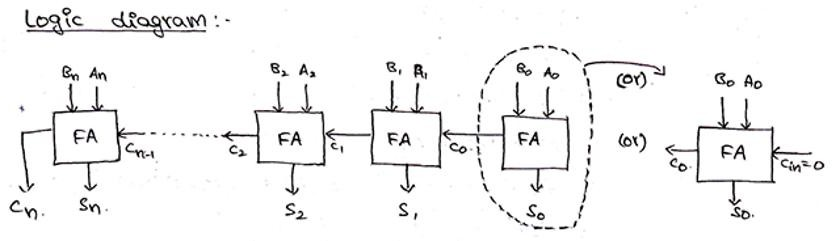 Logic diagram:-
Bn An B2 A2 B1 A1 B0 A0 (or) B0 A0
FA Cn-1 C2 FA C1 FA C0 FA (or) C0. FA Cin=0
Cn. Sn. S2 S1 S0 S0.